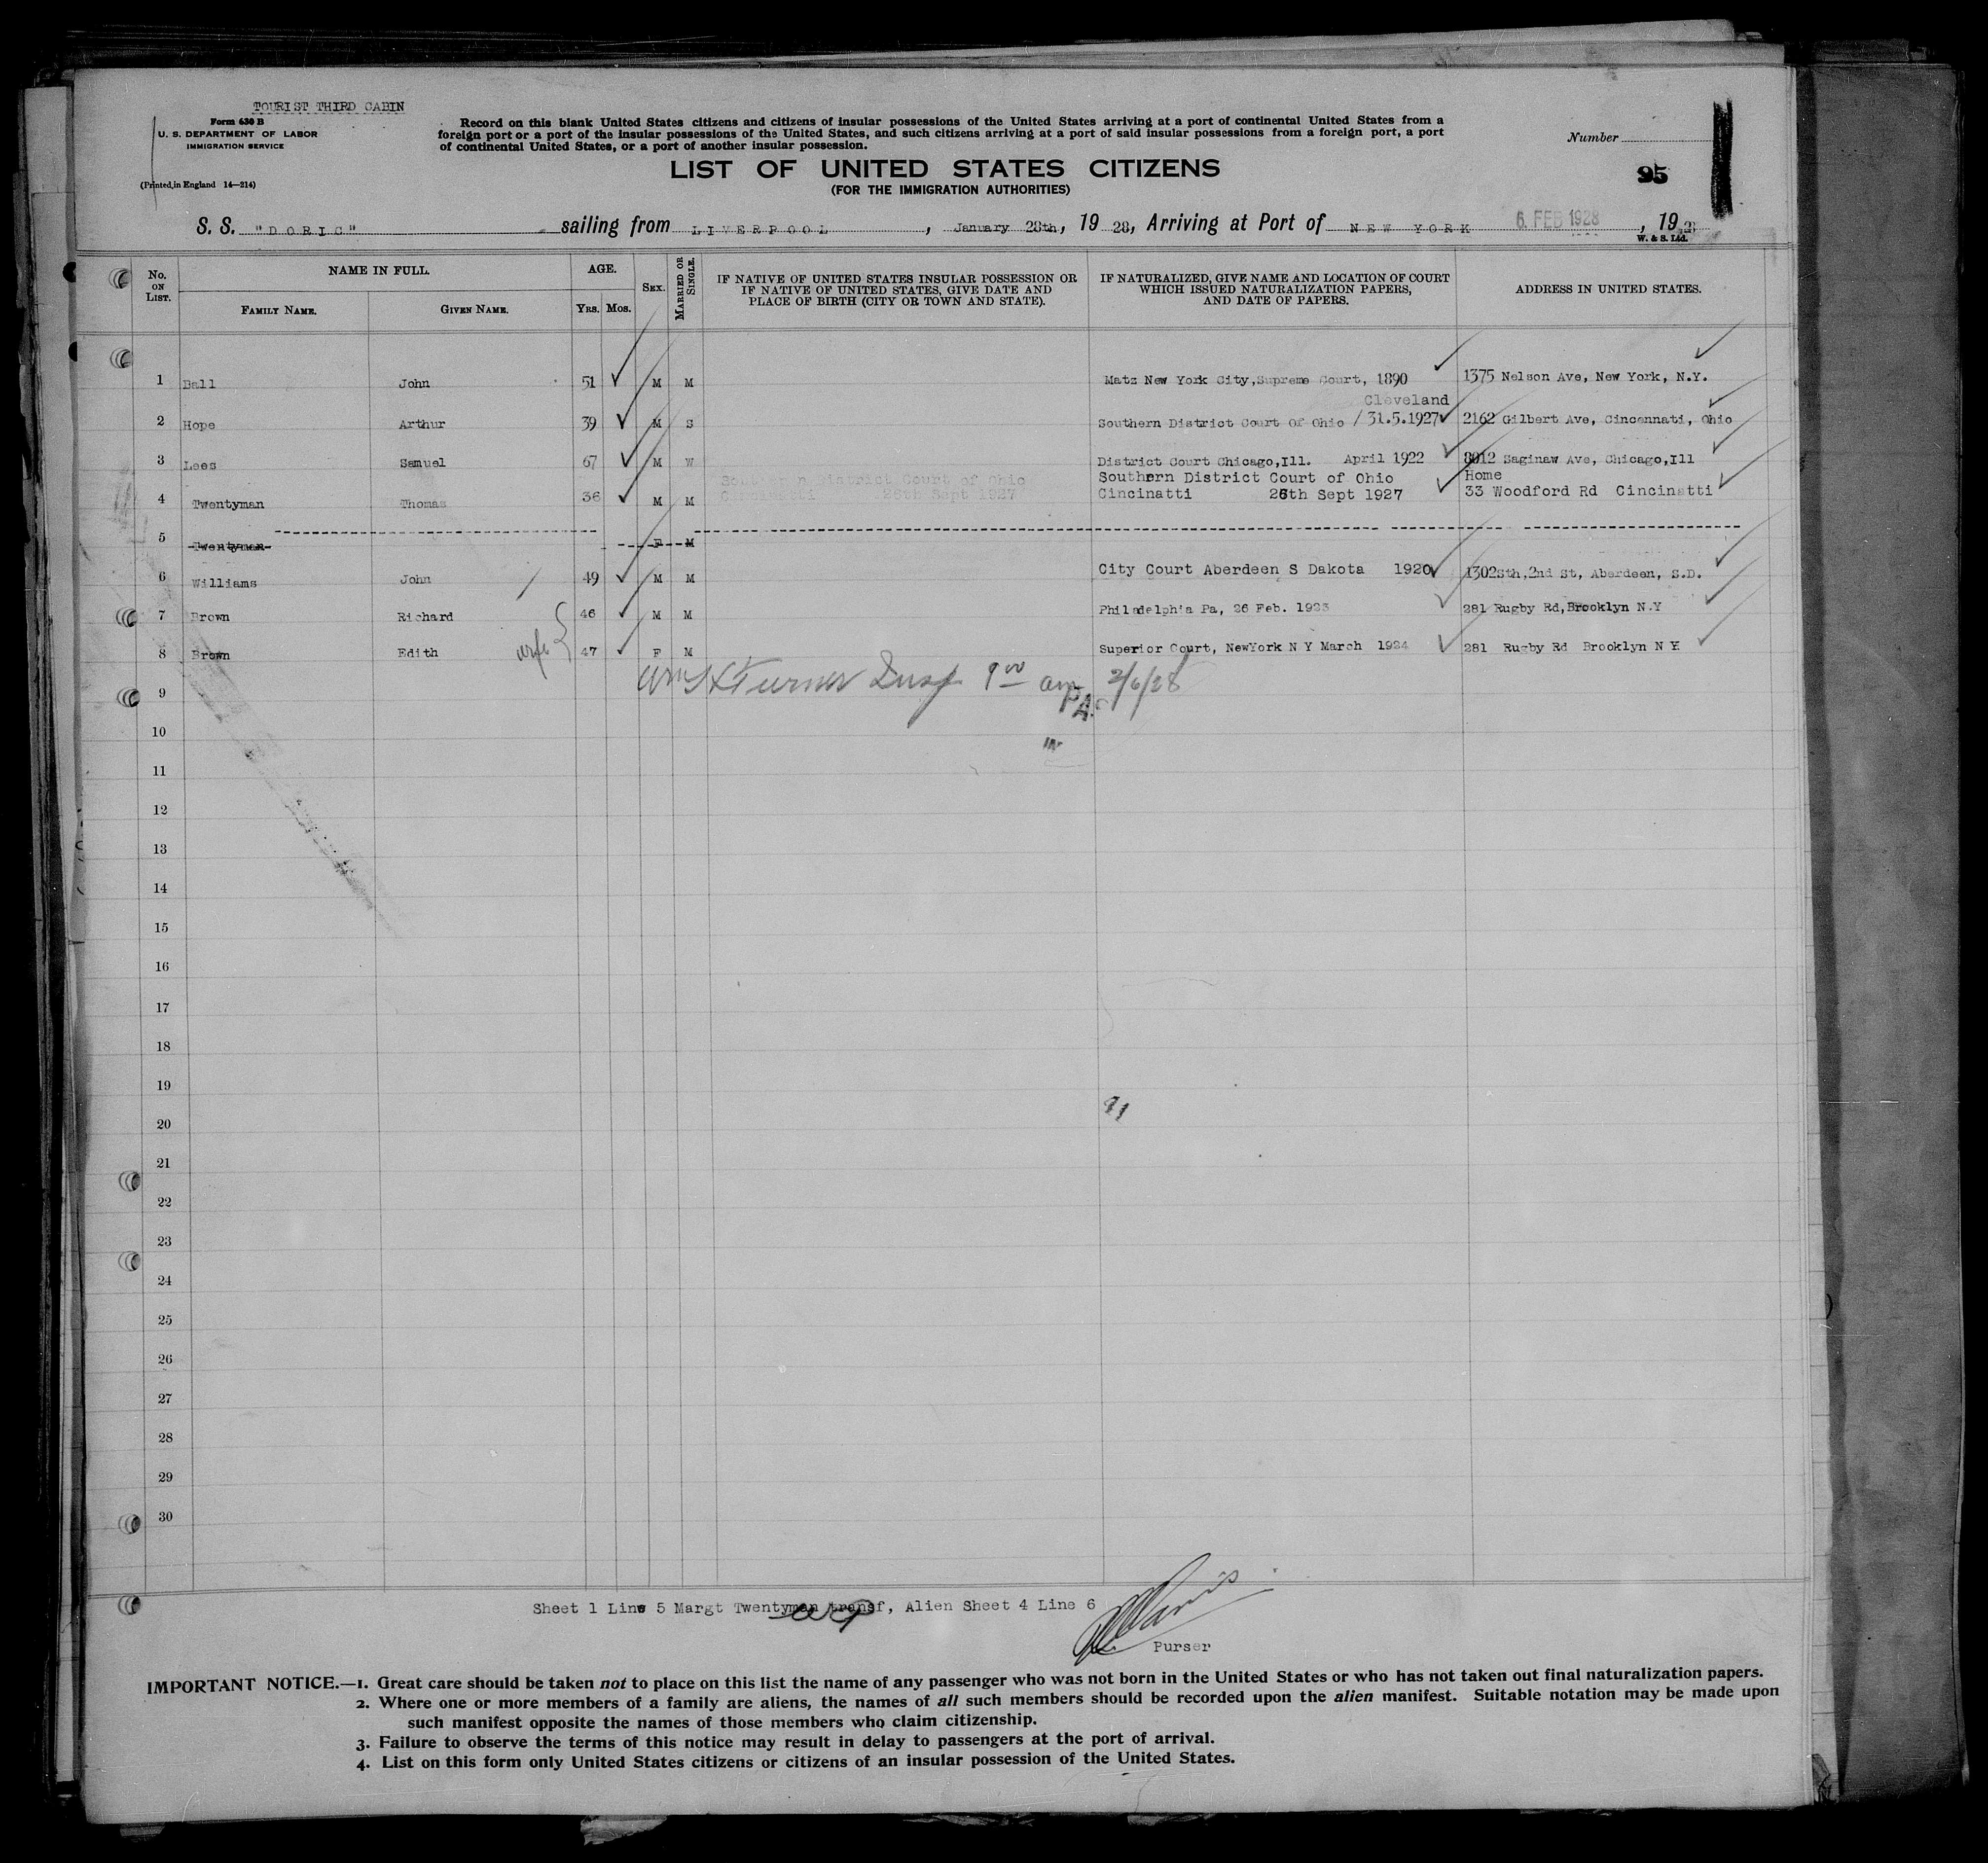 TOURIST THIRD CABIN
Form 630 B
U. S. DEPARTMENT OF LABOR
IMMIGRATION SERVICE
(Printed in England 14—214)
Record on this blank United States citizens and citizens of insular possessions of the United States arriving at a port of continental United States from a
foreign port or a port of the insular possessions of the United States, and such citizens arriving at a port of said insular possessions from a foreign port, a port
of continental United States, or a port of another insular possession.
Number
LIST OF UNITED STATES CITIZENS
(FOR THE IMMIGRATION AUTHORITIES)
95
S. S. "DORIC" sailing from LIVERPOOL, January 28th, 1928, Arriving at Port of NEW YORK 6 FEB 1928, 1928
W. & S. Ltd.
No. ON LIST. NAME IN FULL. AGE. SEX. MARRIED OR SINGLE. IF NATIVE OF UNITED STATES INSULAR POSSESSION OR IF NATIVE OF UNITED STATES, GIVE DATE AND PLACE OF BIRTH (CITY OR TOWN AND STATE). IF NATURALIZED, GIVE NAME AND LOCATION OF COURT WHICH ISSUED NATURALIZATION PAPERS, AND DATE OF PAPERS. ADDRESS IN UNITED STATES.
FAMILY NAME. GIVEN NAME. YRS. MOS.
1 Ball John 51 M M Matz New York City, Supreme Court, 1890 1375 Nelson Ave, New York, N.Y.
Cleveland
2 Hope Arthur 39 M S Southern District Court Of Ohio / 31.5.1927 2162 Gilbert Ave, Cincennati, Ohio
3 Lees Samuel 67 M W District Court Chicago,Ill. April 1922 8012 Saginaw Ave, Chicago,Ill
Southern District Court of Ohio Southern District Court of Ohio Home
4 Twentyman Thomas 36 M M 26th Sept 1927 Cincinatti 26th Sept 1927 33 Woodford Rd Cincinatti
5 Twentyman F M
6 Williams John 49 M M City Court Aberdeen S Dakota 1920 1302Sth,2nd St, Aberdeen, S.D.
7 Brown Richard 46 M M Philadelphia Pa, 26 Feb. 1923 281 Rugby Rd, Brooklyn N.Y
8 Brown Edith wife 47 F M Superior Court, NewYork N Y March 1924 281 Rugby Rd Brooklyn N Y
Turner Insp 9 00 am 2/6/28
9
10
11
12
13
14
15
16
17
18
19
20
21
22
23
24
25
26
27
28
29
30
Sheet 1 Line 5 Margt Twentyman transf, Alien Sheet 4 Line 6
Purser
IMPORTANT NOTICE.—1. Great care should be taken not to place on this list the name of any passenger who was not born in the United States or who has not taken out final naturalization papers.
2. Where one or more members of a family are aliens, the names of all such members should be recorded upon the alien manifest. Suitable notation may be made upon
such manifest opposite the names of those members who claim citizenship.
3. Failure to observe the terms of this notice may result in delay to passengers at the port of arrival.
4. List on this form only United States citizens or citizens of an insular possession of the United States.